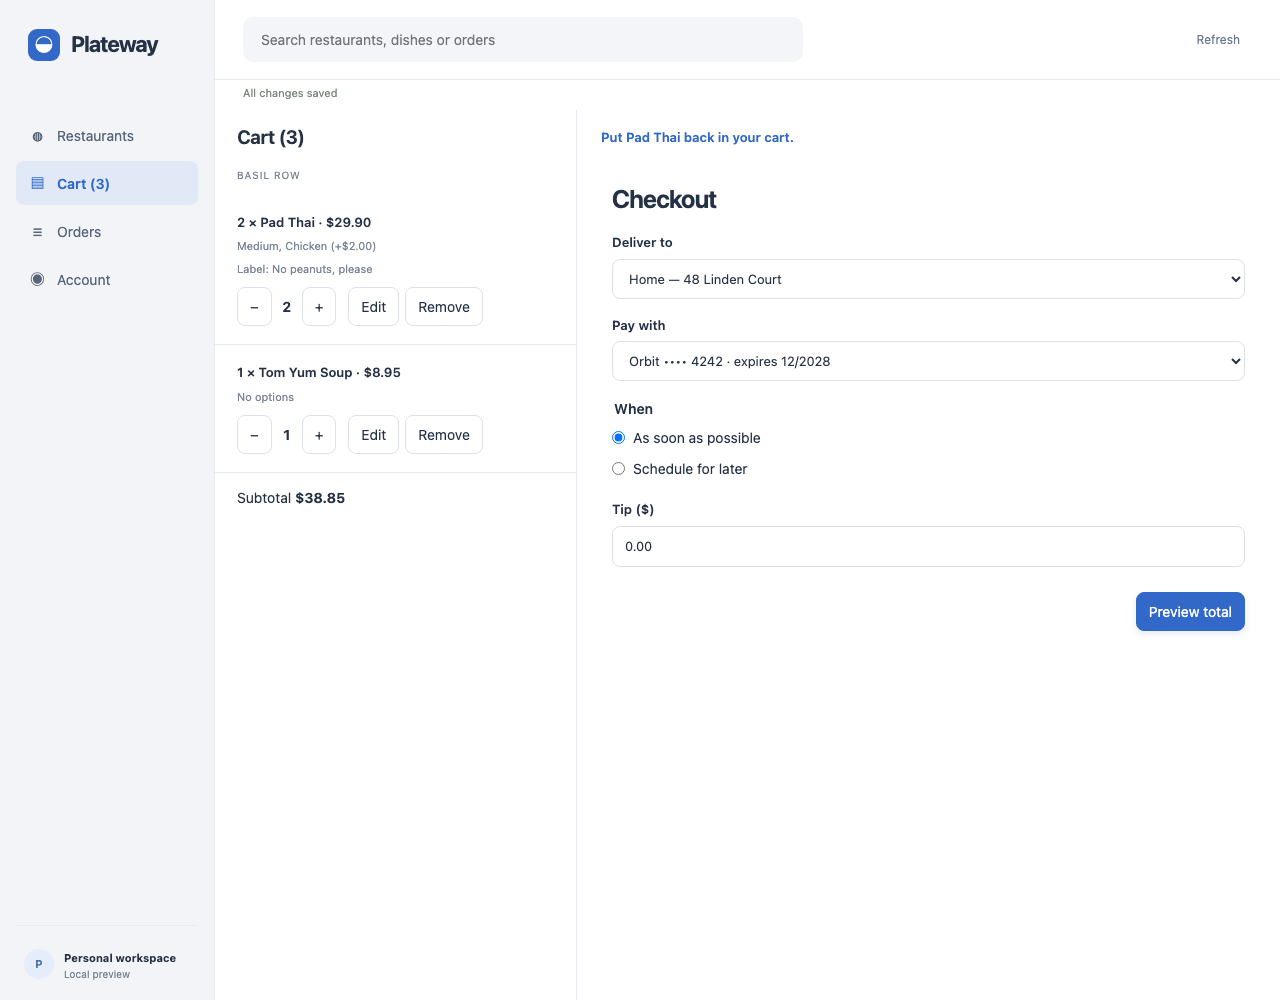 Plateway
Search restaurants, dishes or orders
Refresh
Restaurants
Cart (3)
Orders
Account
All changes saved
Cart (3)
BASIL ROW
2 × Pad Thai · $29.90
Medium, Chicken (+$2.00)
Label: No peanuts, please
− 2 + Edit Remove
1 × Tom Yum Soup · $8.95
No options
− 1 + Edit Remove
Subtotal $38.85
Put Pad Thai back in your cart.
Checkout
Deliver to
Home — 48 Linden Court
Pay with
Orbit •••• 4242 · expires 12/2028
When
As soon as possible
Schedule for later
Tip ($)
0.00
Preview total
P
Personal workspace
Local preview